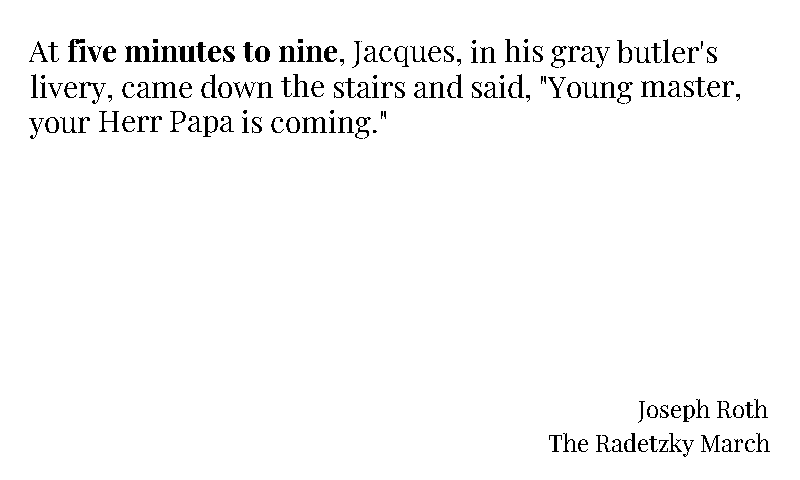 At five minutes to nine, Jacques, in his gray butler's
livery, came down the stairs and said, "Young master,
your Herr Papa is coming."
Joseph Roth
The Radetzky March